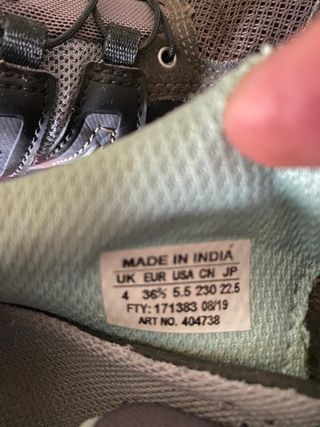 MADE IN INDIA
UK EUR USA CN JP
4 36⅔ 5.5 230 22.5
FTY: 171383 08/19
ART NO. 404738